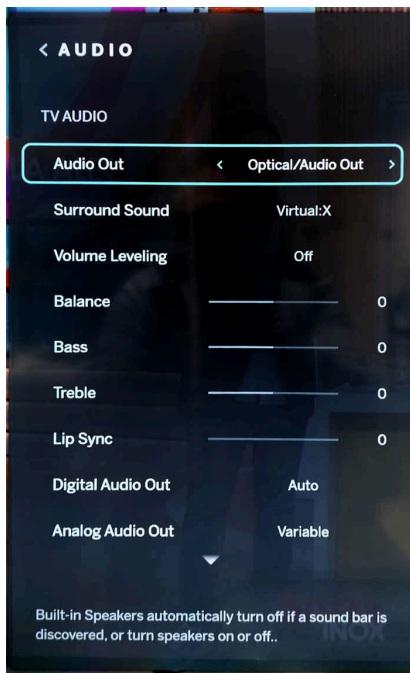 < AUDIO
TV AUDIO
Audio Out < Optical/Audio Out >
Surround Sound Virtual:X
Volume Leveling Off
Balance 0
Bass 0
Treble 0
Lip Sync 0
Digital Audio Out Auto
Analog Audio Out Variable
Built-in Speakers automatically turn off if a sound bar is
discovered, or turn speakers on or off..
INOX